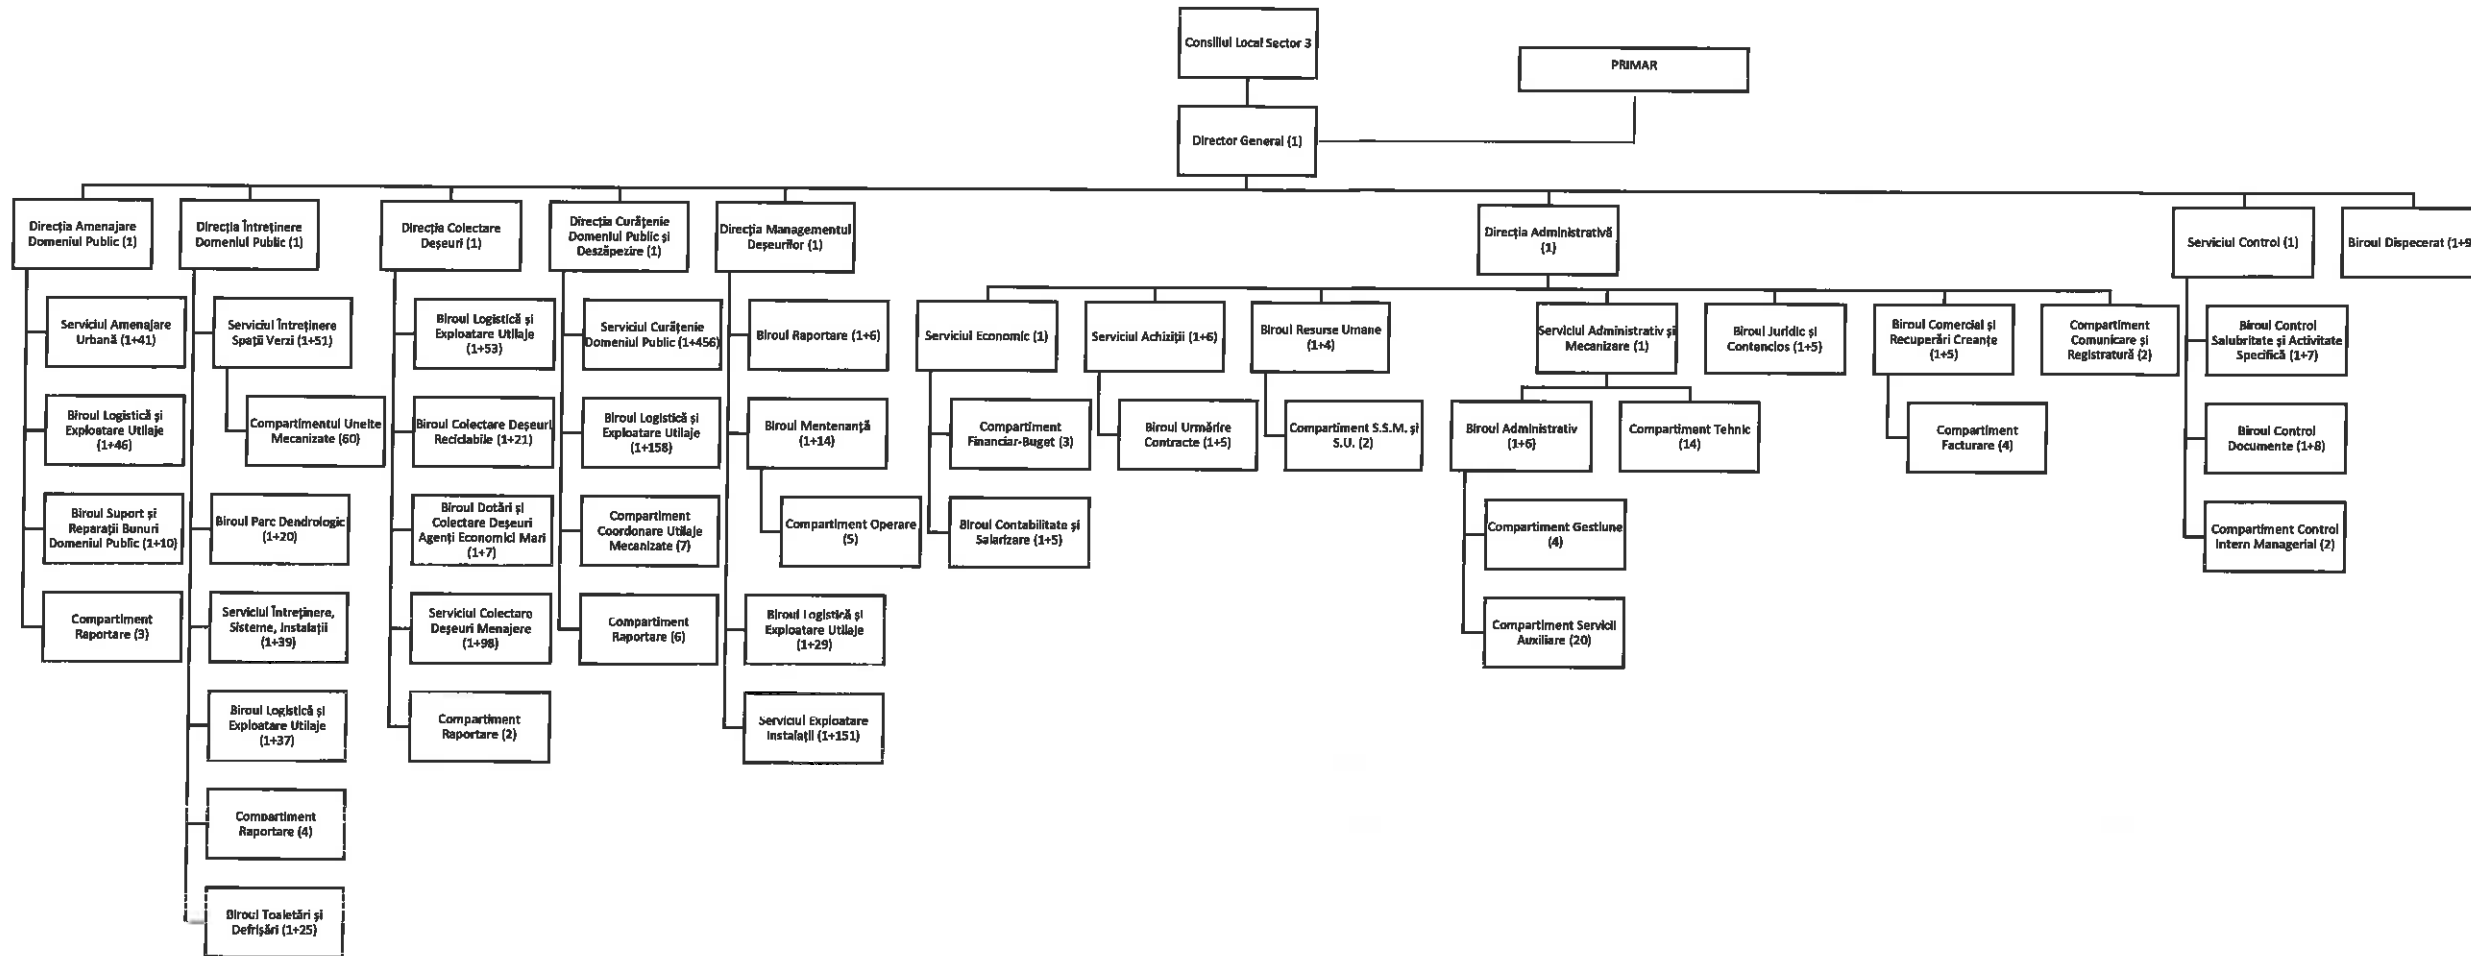 Consiliul Local Sector 3
PRIMAR
Director General (1)
Direcția Amenajare
Domeniul Public (1)
Direcția Întreținere
Domeniul Public (1)
Direcția Colectare
Deșeuri (1)
Direcția Curățenie
Domeniul Public și
Deszăpezire (1)
Direcția Managementul
Deșeurilor (1)
Direcția Administrativă
(1)
Serviciul Control (1)
Biroul Dispecerat (1+9
Serviciul Amenajare
Urbană (1+41)
Biroul Logistică și
Exploatare Utilaje
(1+46)
Biroul Suport și
Reparații Bunuri
Domeniul Public (1+10)
Compartiment
Raportare (3)
Serviciul Întreținere
Spații Verzi (1+51)
Compartimentul Unelte
Mecanizate (60)
Biroul Parc Dendrologic
(1+20)
Serviciul Întreținere,
Sisteme, Instalații
(1+39)
Biroul Logistică și
Exploatare Utilaje
(1+37)
Compartiment
Raportare (4)
Biroul Toaletări și
Defrișări (1+25)
Biroul Logistică și
Exploatare Utilaje
(1+53)
Biroul Colectare Deșeuri
Reciclabile (1+21)
Biroul Dotări și
Colectare Deșeuri
Agenți Economici Mari
(1+7)
Serviciul Colectare
Deșeuri Menajere
(1+98)
Compartiment
Raportare (2)
Serviciul Curățenie
Domeniul Public (1+456)
Biroul Logistică și
Exploatare Utilaje
(1+158)
Compartiment
Coordonare Utilaje
Mecanizate (7)
Compartiment
Raportare (6)
Biroul Raportare (1+6)
Biroul Mentenanță
(1+14)
Compartiment Operare
(5)
Biroul Logistică și
Exploatare Utilaje
(1+29)
Serviciul Exploatare
Instalații (1+151)
Serviciul Economic (1)
Compartiment
Financiar-Buget (3)
Biroul Contabilitate și
Salarizare (1+5)
Serviciul Achiziții (1+6)
Biroul Urmărire
Contracte (1+5)
Biroul Resurse Umane
(1+4)
Compartiment S.S.M. și
S.U. (2)
Serviciul Administrativ și
Mecanizare (1)
Biroul Administrativ
(1+6)
Compartiment Gestiune
(4)
Compartiment Servicii
Auxiliare (20)
Compartiment Tehnic
(14)
Biroul Juridic și
Contencios (1+5)
Biroul Comercial și
Recuperări Creanțe
(1+5)
Compartiment
Facturare (4)
Compartiment
Comunicare și
Registratură (2)
Biroul Control
Salubritate și Activitate
Specifică (1+7)
Biroul Control
Documente (1+8)
Compartiment Control
Intern Managerial (2)